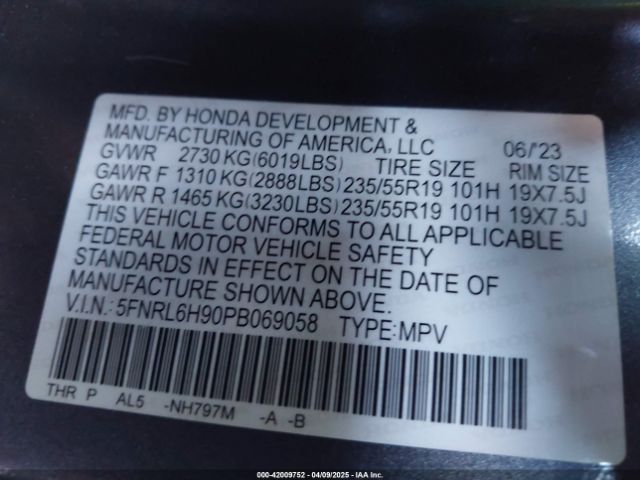 MFD. BY HONDA DEVELOPMENT &
MANUFACTURING OF AMERICA, LLC 06/'23
GVWR 2730 KG(6019LBS) TIRE SIZE RIM SIZE
GAWR F 1310 KG(2888LBS) 235/55R19 101H 19X7.5J
GAWR R 1465 KG(3230LBS) 235/55R19 101H 19X7.5J
THIS VEHICLE CONFORMS TO ALL APPLICABLE
FEDERAL MOTOR VEHICLE SAFETY
STANDARDS IN EFFECT ON THE DATE OF
MANUFACTURE SHOWN ABOVE.
V.I.N.: 5FNRL6H90PB069058 TYPE:MPV
THR P AL5 -NH797M -A -B
000-42009752 - 04/09/2025 - IAA Inc.